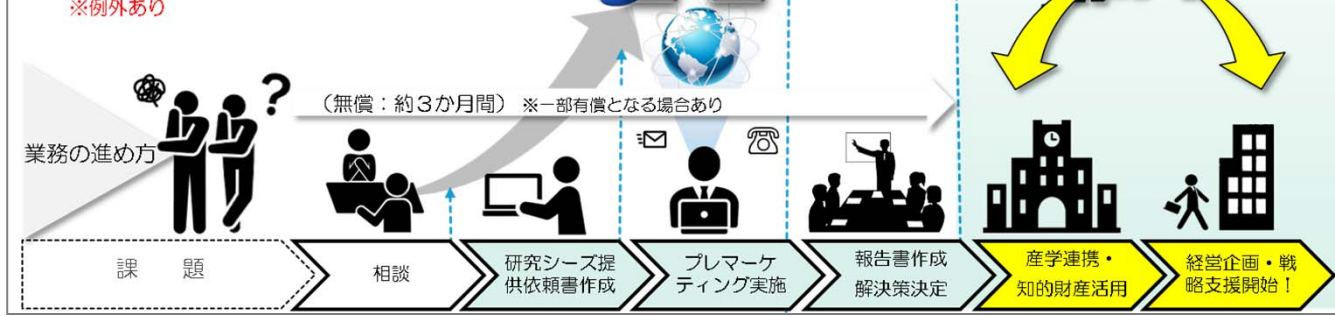 ※例外あり
?
(無償：約３か月間) ※一部有償となる場合あり
業務の進め方
課 題
相談
研究シーズ提
供依頼書作成
プレマーケ
ティング実施
報告書作成
解決策決定
産学連携・
知的財産活用
経営企画・戦
略支援開始！